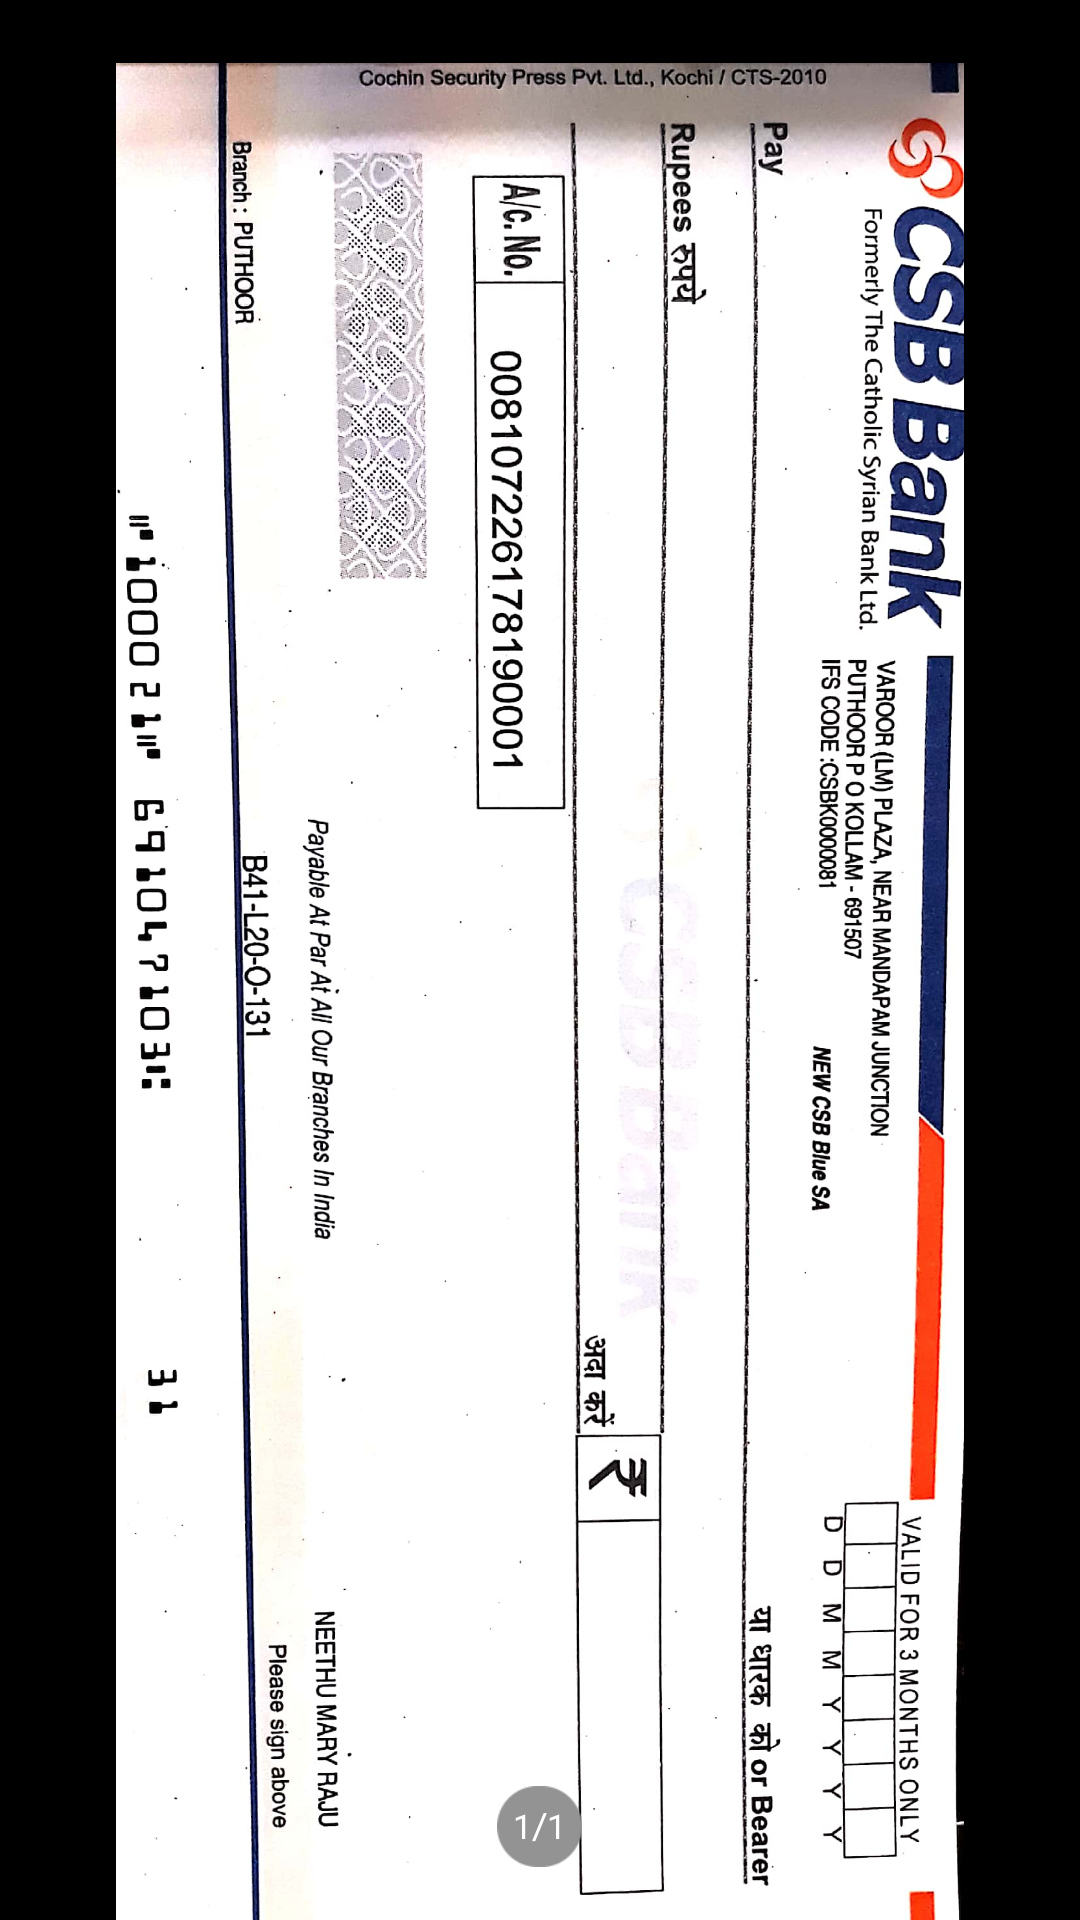 CSB Bank
Formerly The Catholic Syrian Bank Ltd.
VAROOR (LM) PLAZA, NEAR MANDAPAM JUNCTION
PUTHOOR P O KOLLAM - 691507
IFS CODE :CSBK0000081
NEW CSB Blue SA
VALID FOR 3 MONTHS ONLY
D D M M Y Y Y Y
Pay
या धारक को or Bearer
Rupees रुपये
CSB Bank
अदा करें
₹
A/c. No. 008107226178190001
Cochin Security Press Pvt. Ltd., Kochi / CTS-2010
Payable At Par At All Our Branches In India
NEETHU MARY RAJU
Please sign above
Branch : PUTHOOR
B41-L20-O-131
⑈100021⑈ 691047103⑆ 31
1/1